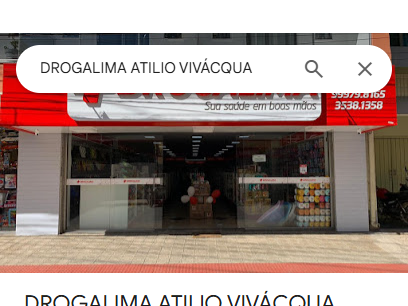 DROGALIMA ATILIO VIVÁCQUA
Sua saúde em boas mãos
99979.8165
3538.1358
DROGALIMA ATILIO VIVÁCQUA